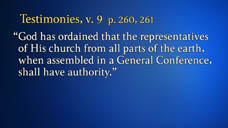 Testimonies, v. 9 p. 260, 261
“God has ordained that the representatives
of His church from all parts of the earth,
when assembled in a General Conference,
shall have authority.”